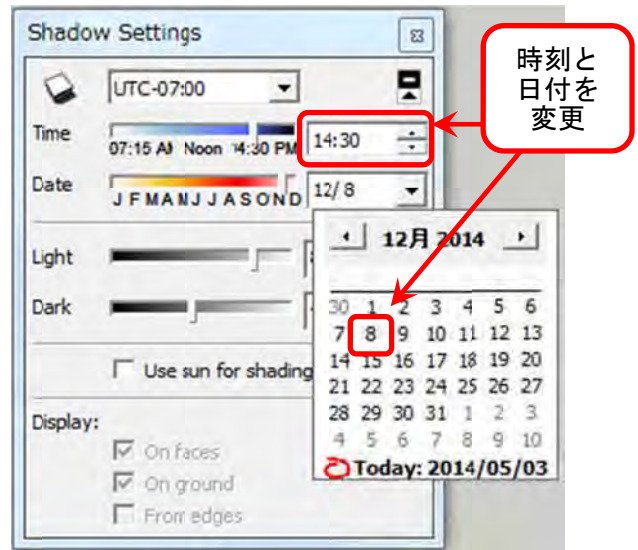 Shadow Settings
時刻と
日付を
変更
UTC-07:00
Time
07:15 AM Noon 14:30 PM
14:30
Date
J F M A M J J A S O N D
12/ 8
12月 2014
Light
Dark
30 1 2 3 4 5 6
7 8 9 10 11 12 13
14 15 16 17 18 19 20
21 22 23 24 25 26 27
28 29 30 31 1 2 3
4 5 6 7 8 9 10
Today: 2014/05/03
Use sun for shading
Display:
On faces
On ground
From edges